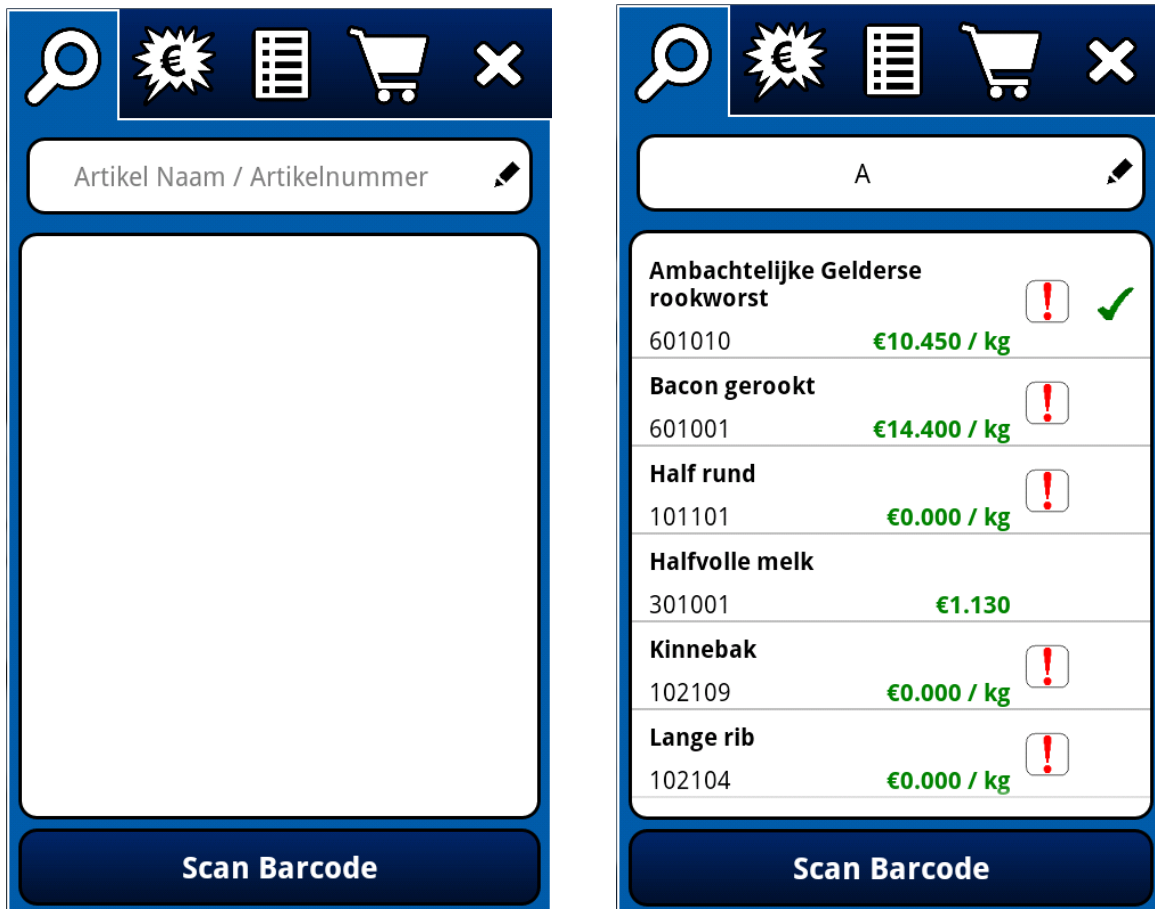 €
Artikel Naam / Artikelnummer
Scan Barcode
€
A
Ambachtelijke Gelderse
rookworst
601010 €10.450 / kg
Bacon gerookt
601001 €14.400 / kg
Half rund
101101 €0.000 / kg
Halfvolle melk
301001 €1.130
Kinnebak
102109 €0.000 / kg
Lange rib
102104 €0.000 / kg
Scan Barcode